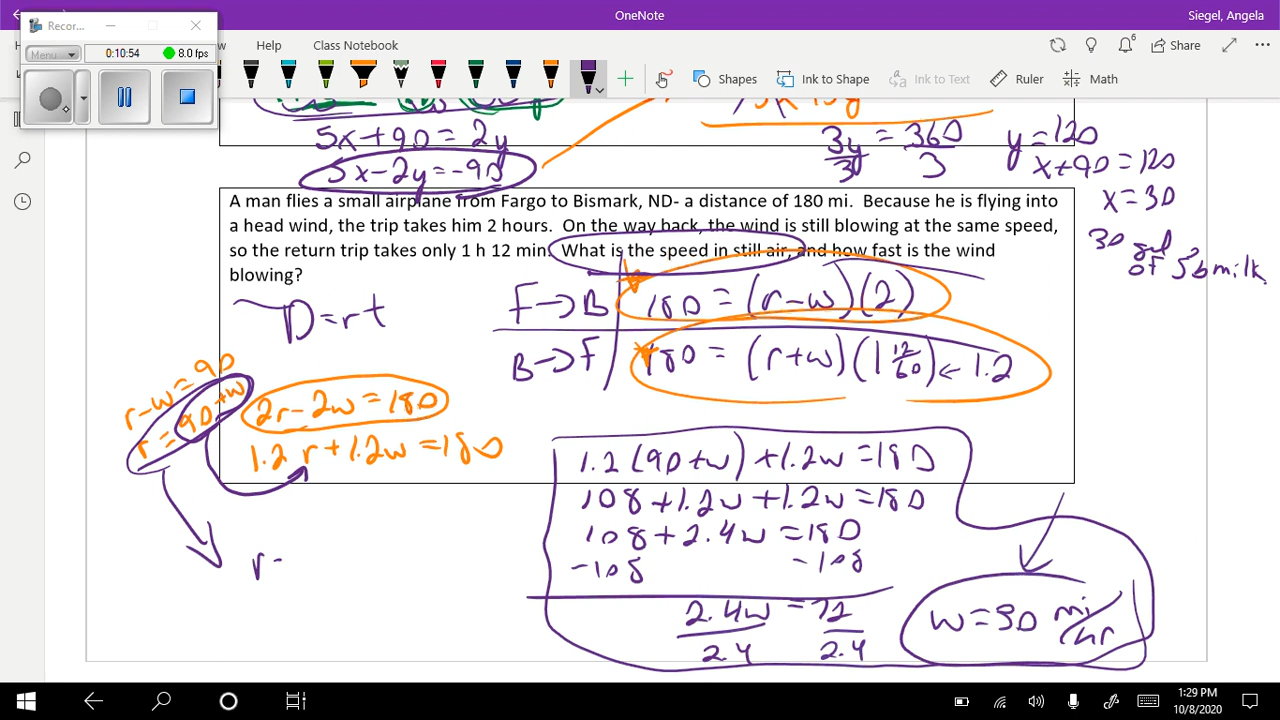 OneNote
Siegel, Angela
Recor...
Menu
0:10:54
8.0 fps
Help
Class Notebook
6
Share
Shapes
Ink to Shape
Ink to Text
Ruler
Math
5x+90=2y
5x-2y=-90
3y = 360
3 3
y=120
x+90=120
x=30
30 gal
of 5% milk
A man flies a small airplane from Fargo to Bismark, ND- a distance of 180 mi. Because he is flying into
a head wind, the trip takes him 2 hours. On the way back, the wind is still blowing at the same speed,
so the return trip takes only 1 h 12 min. What is the speed in still air, and how fast is the wind
blowing?
D=rt
F→B 180 = (r-w)(2)
B→F 180 = (r+w)(1 12/60) ← 1.2
r-w=90
r=90+w
2r-2w=180
1.2r+1.2w=180
1.2(90+w)+1.2w=180
108+1.2w+1.2w=180
108+2.4w=180
-108 -108
2.4w = 72
2.4 2.4
w=30 mi/hr
r-
1:29 PM
10/8/2020